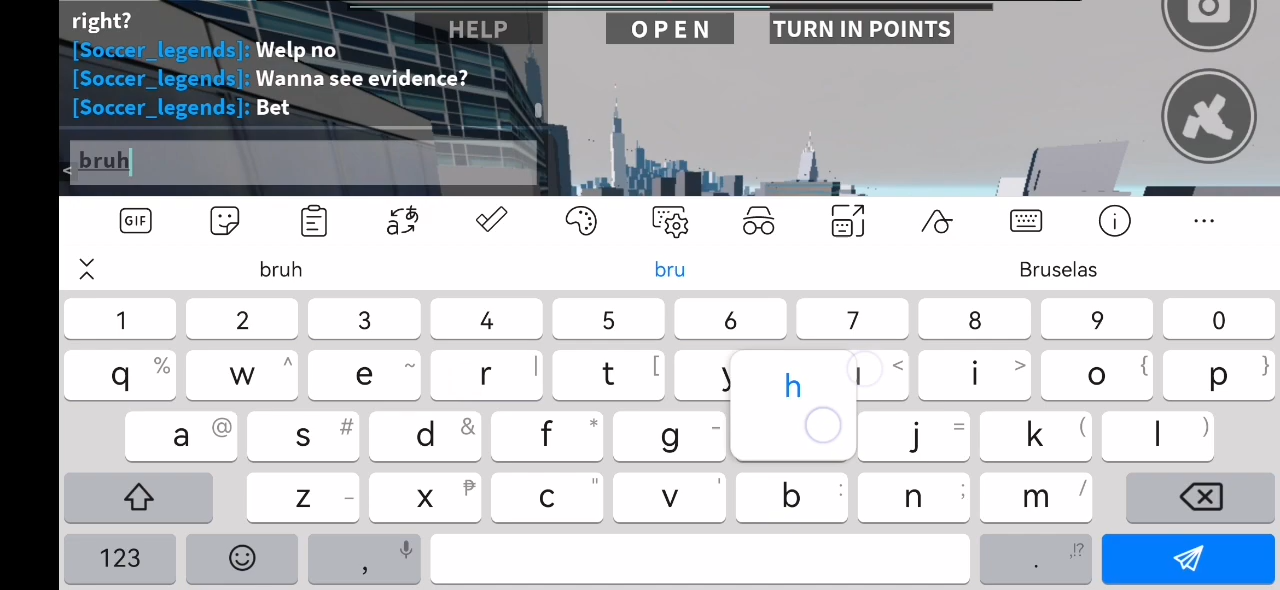 right?
[Soccer_legends]: Welp no
[Soccer_legends]: Wanna see evidence?
[Soccer_legends]: Bet
HELP
OPEN
TURN IN POINTS
< bruh
GIF
bruh bru Bruselas
1 2 3 4 5 6 7 8 9 0
q % w ^ e ~ r | t [ y < i > o { p }
h
a @ s # d & f * g - j = k ( l )
z _ x ₱ c " v ' b : n ; m /
123 , . ,!?